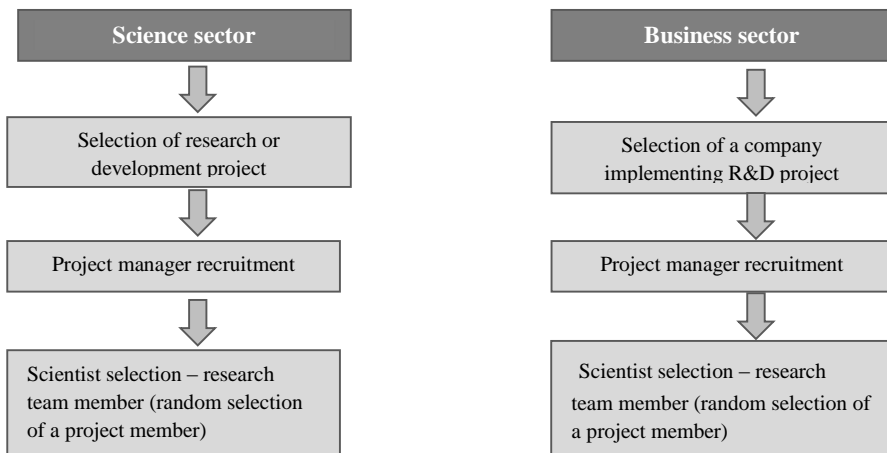 Science sector
Selection of research or
development project
Project manager recruitment
Scientist selection – research
team member (random selection
of a project member)
Business sector
Selection of a company
implementing R&D project
Project manager recruitment
Scientist selection – research
team member (random selection of
a project member)